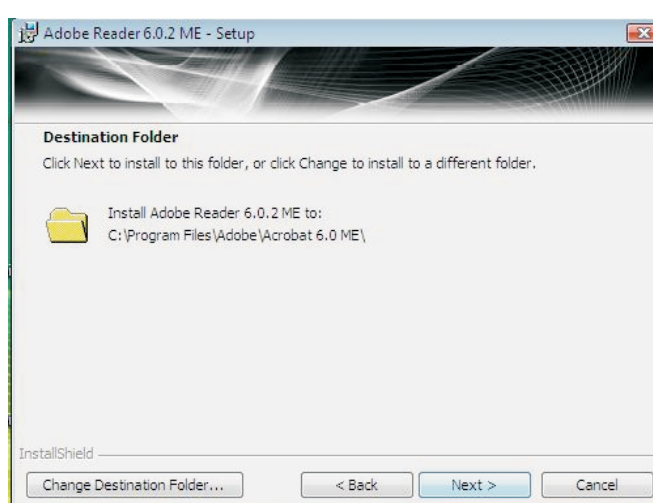 Adobe Reader 6.0.2 ME - Setup
Destination Folder
Click Next to install to this folder, or click Change to install to a different folder.
Install Adobe Reader 6.0.2 ME to:
C:\Program Files\Adobe\Acrobat 6.0 ME\
InstallShield
Change Destination Folder... < Back Next > Cancel